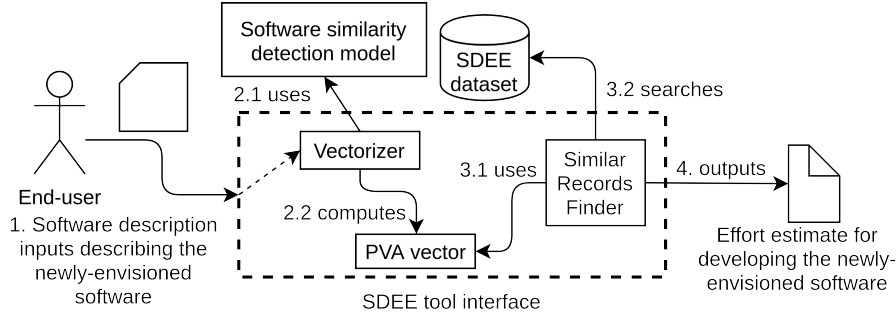 Software similarity
detection model
SDEE
dataset
2.1 uses
3.2 searches
Vectorizer
3.1 uses
Similar
Records
Finder
4. outputs
End-user
2.2 computes
1. Software description
inputs describing the
newly-envisioned
software
PVA vector
Effort estimate for
developing the newly-
envisioned software
SDEE tool interface